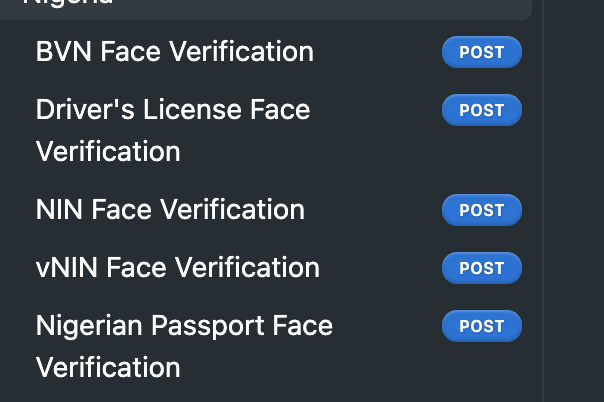 Nigeria
BVN Face Verification
POST
Driver's License Face
Verification
POST
NIN Face Verification
POST
vNIN Face Verification
POST
Nigerian Passport Face
Verification
POST